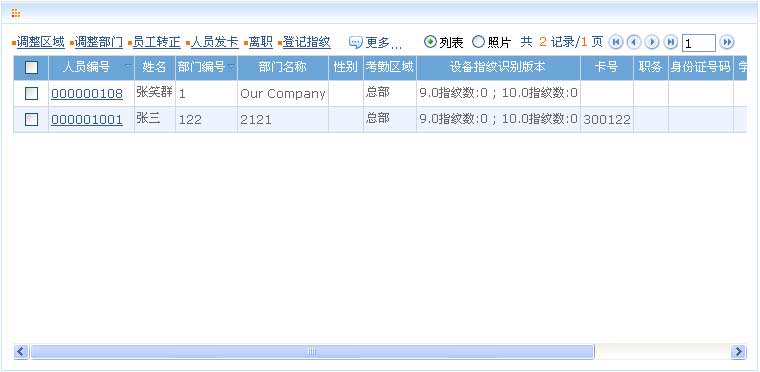 调整区域 调整部门 员工转正 人员发卡 离职 登记指纹 更多... 列表 照片 共 2 记录/1 页 1
人员编号 姓名 部门编号 部门名称 性别 考勤区域 设备指纹识别版本 卡号 职务 身份证号码
000000108 张笑群 1 Our Company 总部 9.0指纹数:0 ; 10.0指纹数:0
000001001 张三 122 2121 总部 9.0指纹数:0 ; 10.0指纹数:0 300122